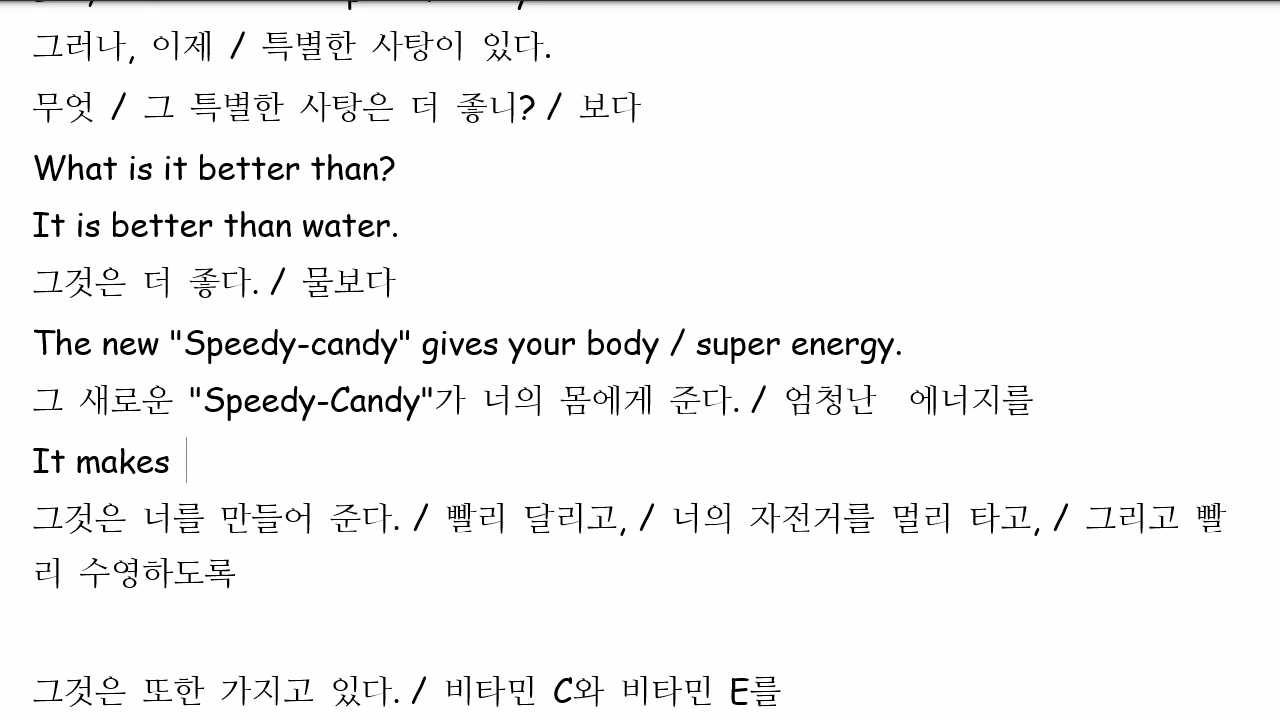 그러나, 이제 / 특별한 사탕이 있다.
무엇 / 그 특별한 사탕은 더 좋니? / 보다
What is it better than?
It is better than water.
그것은 더 좋다. / 물보다
The new "Speedy-candy" gives your body / super energy.
그 새로운 "Speedy-Candy"가 너의 몸에게 준다. / 엄청난 에너지를
It makes
그것은 너를 만들어 준다. / 빨리 달리고, / 너의 자전거를 멀리 타고, / 그리고 빨
리 수영하도록
그것은 또한 가지고 있다. / 비타민 C와 비타민 E를